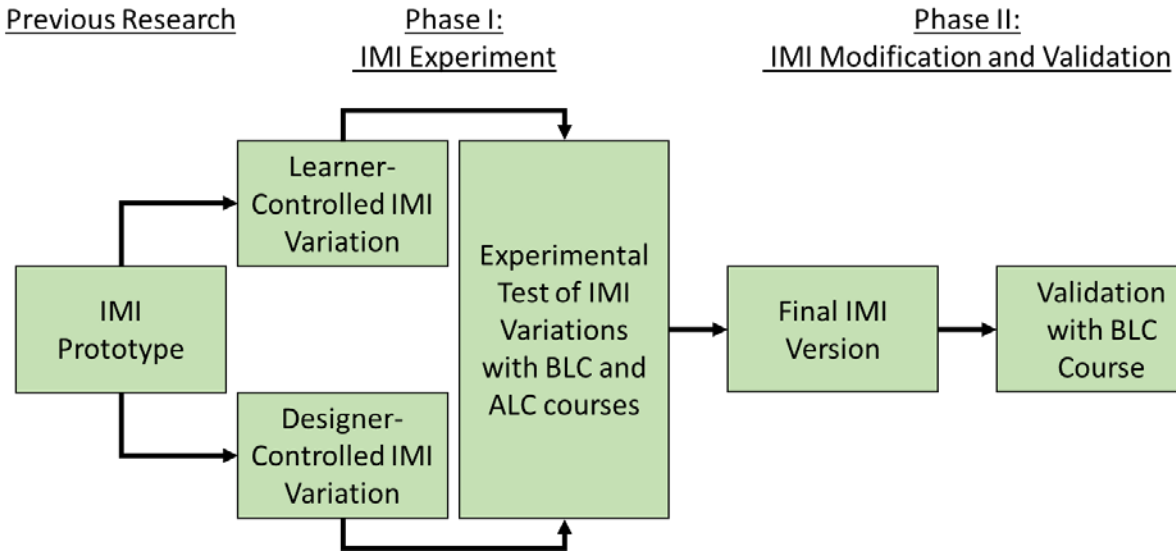 Previous Research
Phase I:
IMI Experiment
Phase II:
IMI Modification and Validation
IMI
Prototype
Learner-
Controlled IMI
Variation
Designer-
Controlled IMI
Variation
Experimental
Test of IMI
Variations
with BLC and
ALC courses
Final IMI
Version
Validation
with BLC
Course